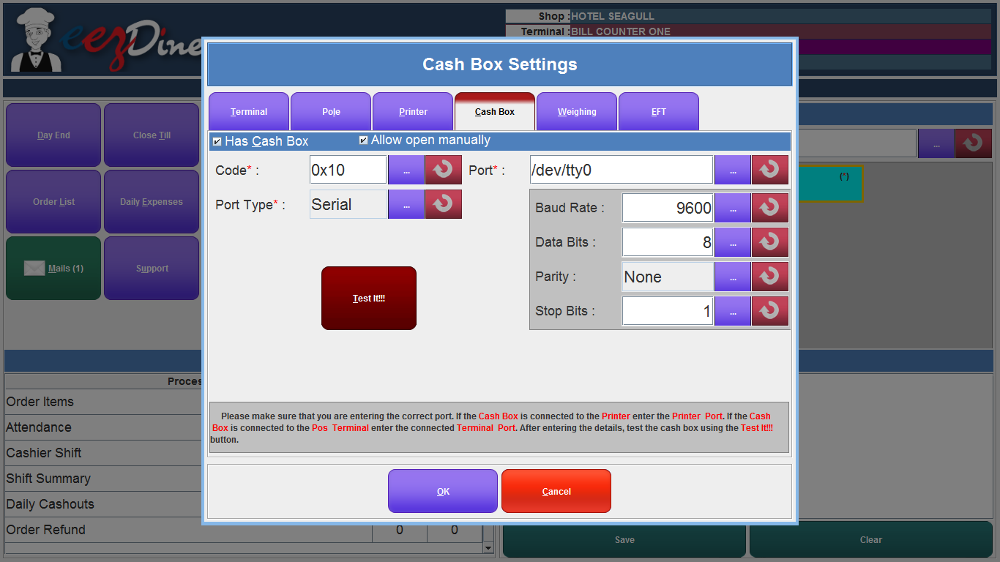 eezDine
Shop : HOTEL SEAGULL
Terminal : BILL COUNTER ONE
Cash Box Settings
Terminal Pole Printer Cash Box Weighing EFT
Has Cash Box Allow open manually
Code* : 0x10 ... Port* : /dev/tty0 ...
Port Type* : Serial ...
Baud Rate : 9600 ...
Data Bits : 8 ...
Parity : None ...
Stop Bits : 1 ...
Test It!!!
Please make sure that you are entering the correct port. If the Cash Box is connected to the Printer enter the Printer Port. If the Cash
Box is connected to the Pos Terminal enter the connected Terminal Port. After entering the details, test the cash box using the Test It!!!
button.
OK Cancel
Day End Close Till
Order List Daily Expenses
Mails (1) Support
...
(*)
Order Items
Attendance
Cashier Shift
Shift Summary
Daily Cashouts
Order Refund 0 0
Save Clear